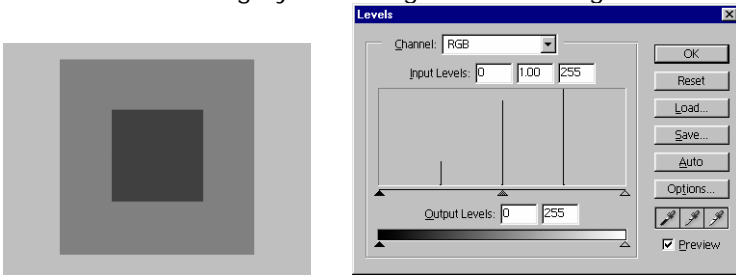 Levels
Channel: RGB
OK
Input Levels: 0 1.00 255
Reset
Load...
Save...
Auto
Options...
Output Levels: 0 255
Preview